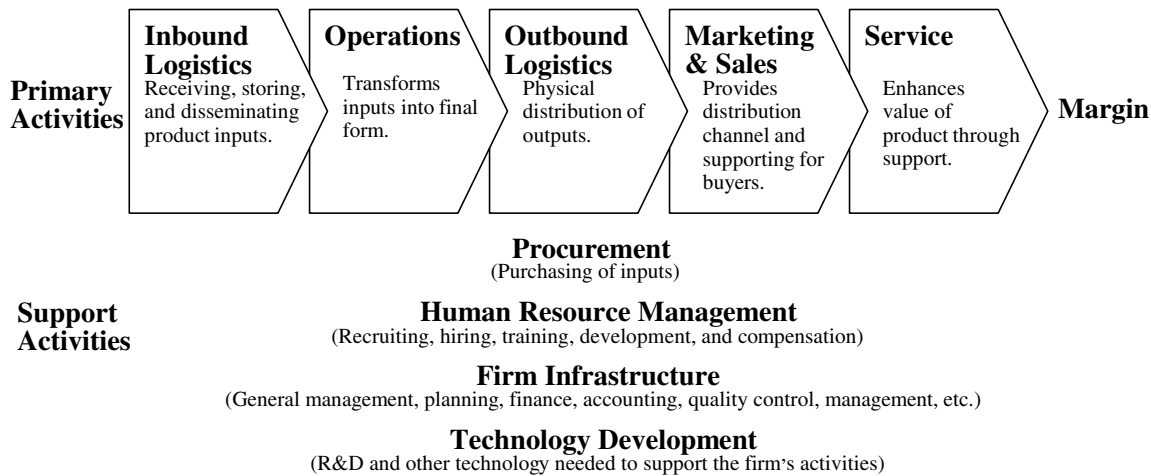 Primary
Activities
Inbound
Logistics
Receiving, storing,
and disseminating
product inputs.
Operations
Transforms
inputs into final
form.
Outbound
Logistics
Physical
distribution of
outputs.
Marketing
& Sales
Provides
distribution
channel and
supporting for
buyers.
Service
Enhances
value of
product through
support.
Margin
Support
Activities
Procurement
(Purchasing of inputs)
Human Resource Management
(Recruiting, hiring, training, development, and compensation)
Firm Infrastructure
(General management, planning, finance, accounting, quality control, management, etc.)
Technology Development
(R&D and other technology needed to support the firm's activities)